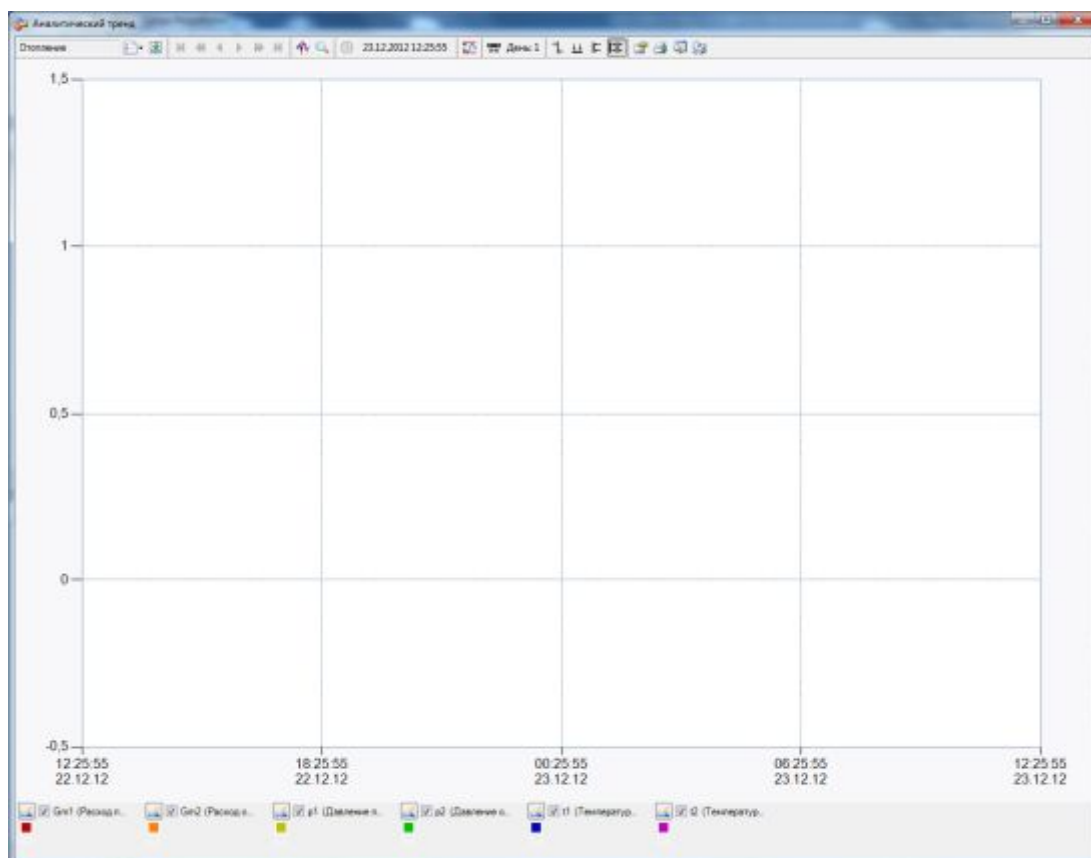 Аналитический тренд
Отопление 23.12.2012 12:25:55 День: 1
1,5
1
0,5
0
-0,5
12:25:55 18:25:55 00:25:55 06:25:55 12:25:55
22.12.12 22.12.12 23.12.12 23.12.12 23.12.12
Gm1 (Расход п... Gm2 (Расход о... p1 (Давление п... p2 (Давление о... t1 (Температур... t2 (Температур...